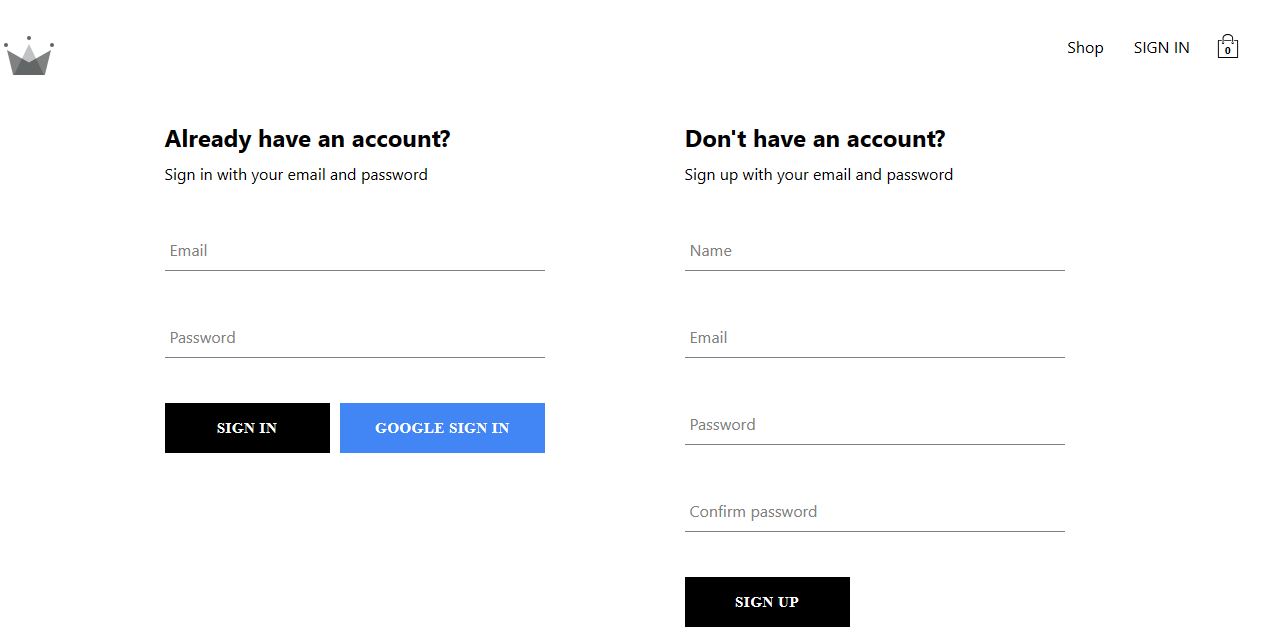 Shop SIGN IN 0
Already have an account?
Sign in with your email and password
Email
Password
SIGN IN GOOGLE SIGN IN
Don't have an account?
Sign up with your email and password
Name
Email
Password
Confirm password
SIGN UP